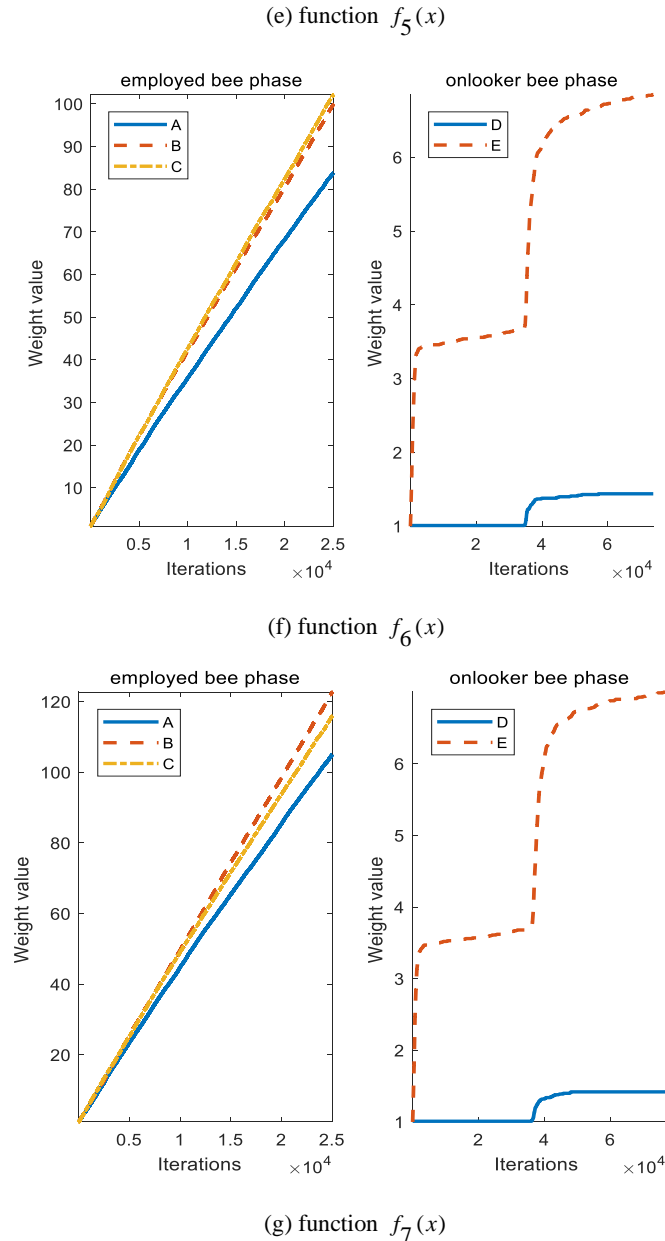 (e) function f5(x)
employed bee phase
onlooker bee phase
100
90
80
70
60
50
40
30
20
10
A
B
C
Weight value
0.5
1
1.5
2
2.5
Iterations
×10^4
6
5
4
3
2
1
D
E
Weight value
2
4
6
Iterations
×10^4
(f) function f6(x)
employed bee phase
onlooker bee phase
120
100
80
60
40
20
A
B
C
Weight value
0.5
1
1.5
2
2.5
Iterations
×10^4
6
5
4
3
2
1
D
E
Weight value
2
4
6
Iterations
×10^4
(g) function f7(x)